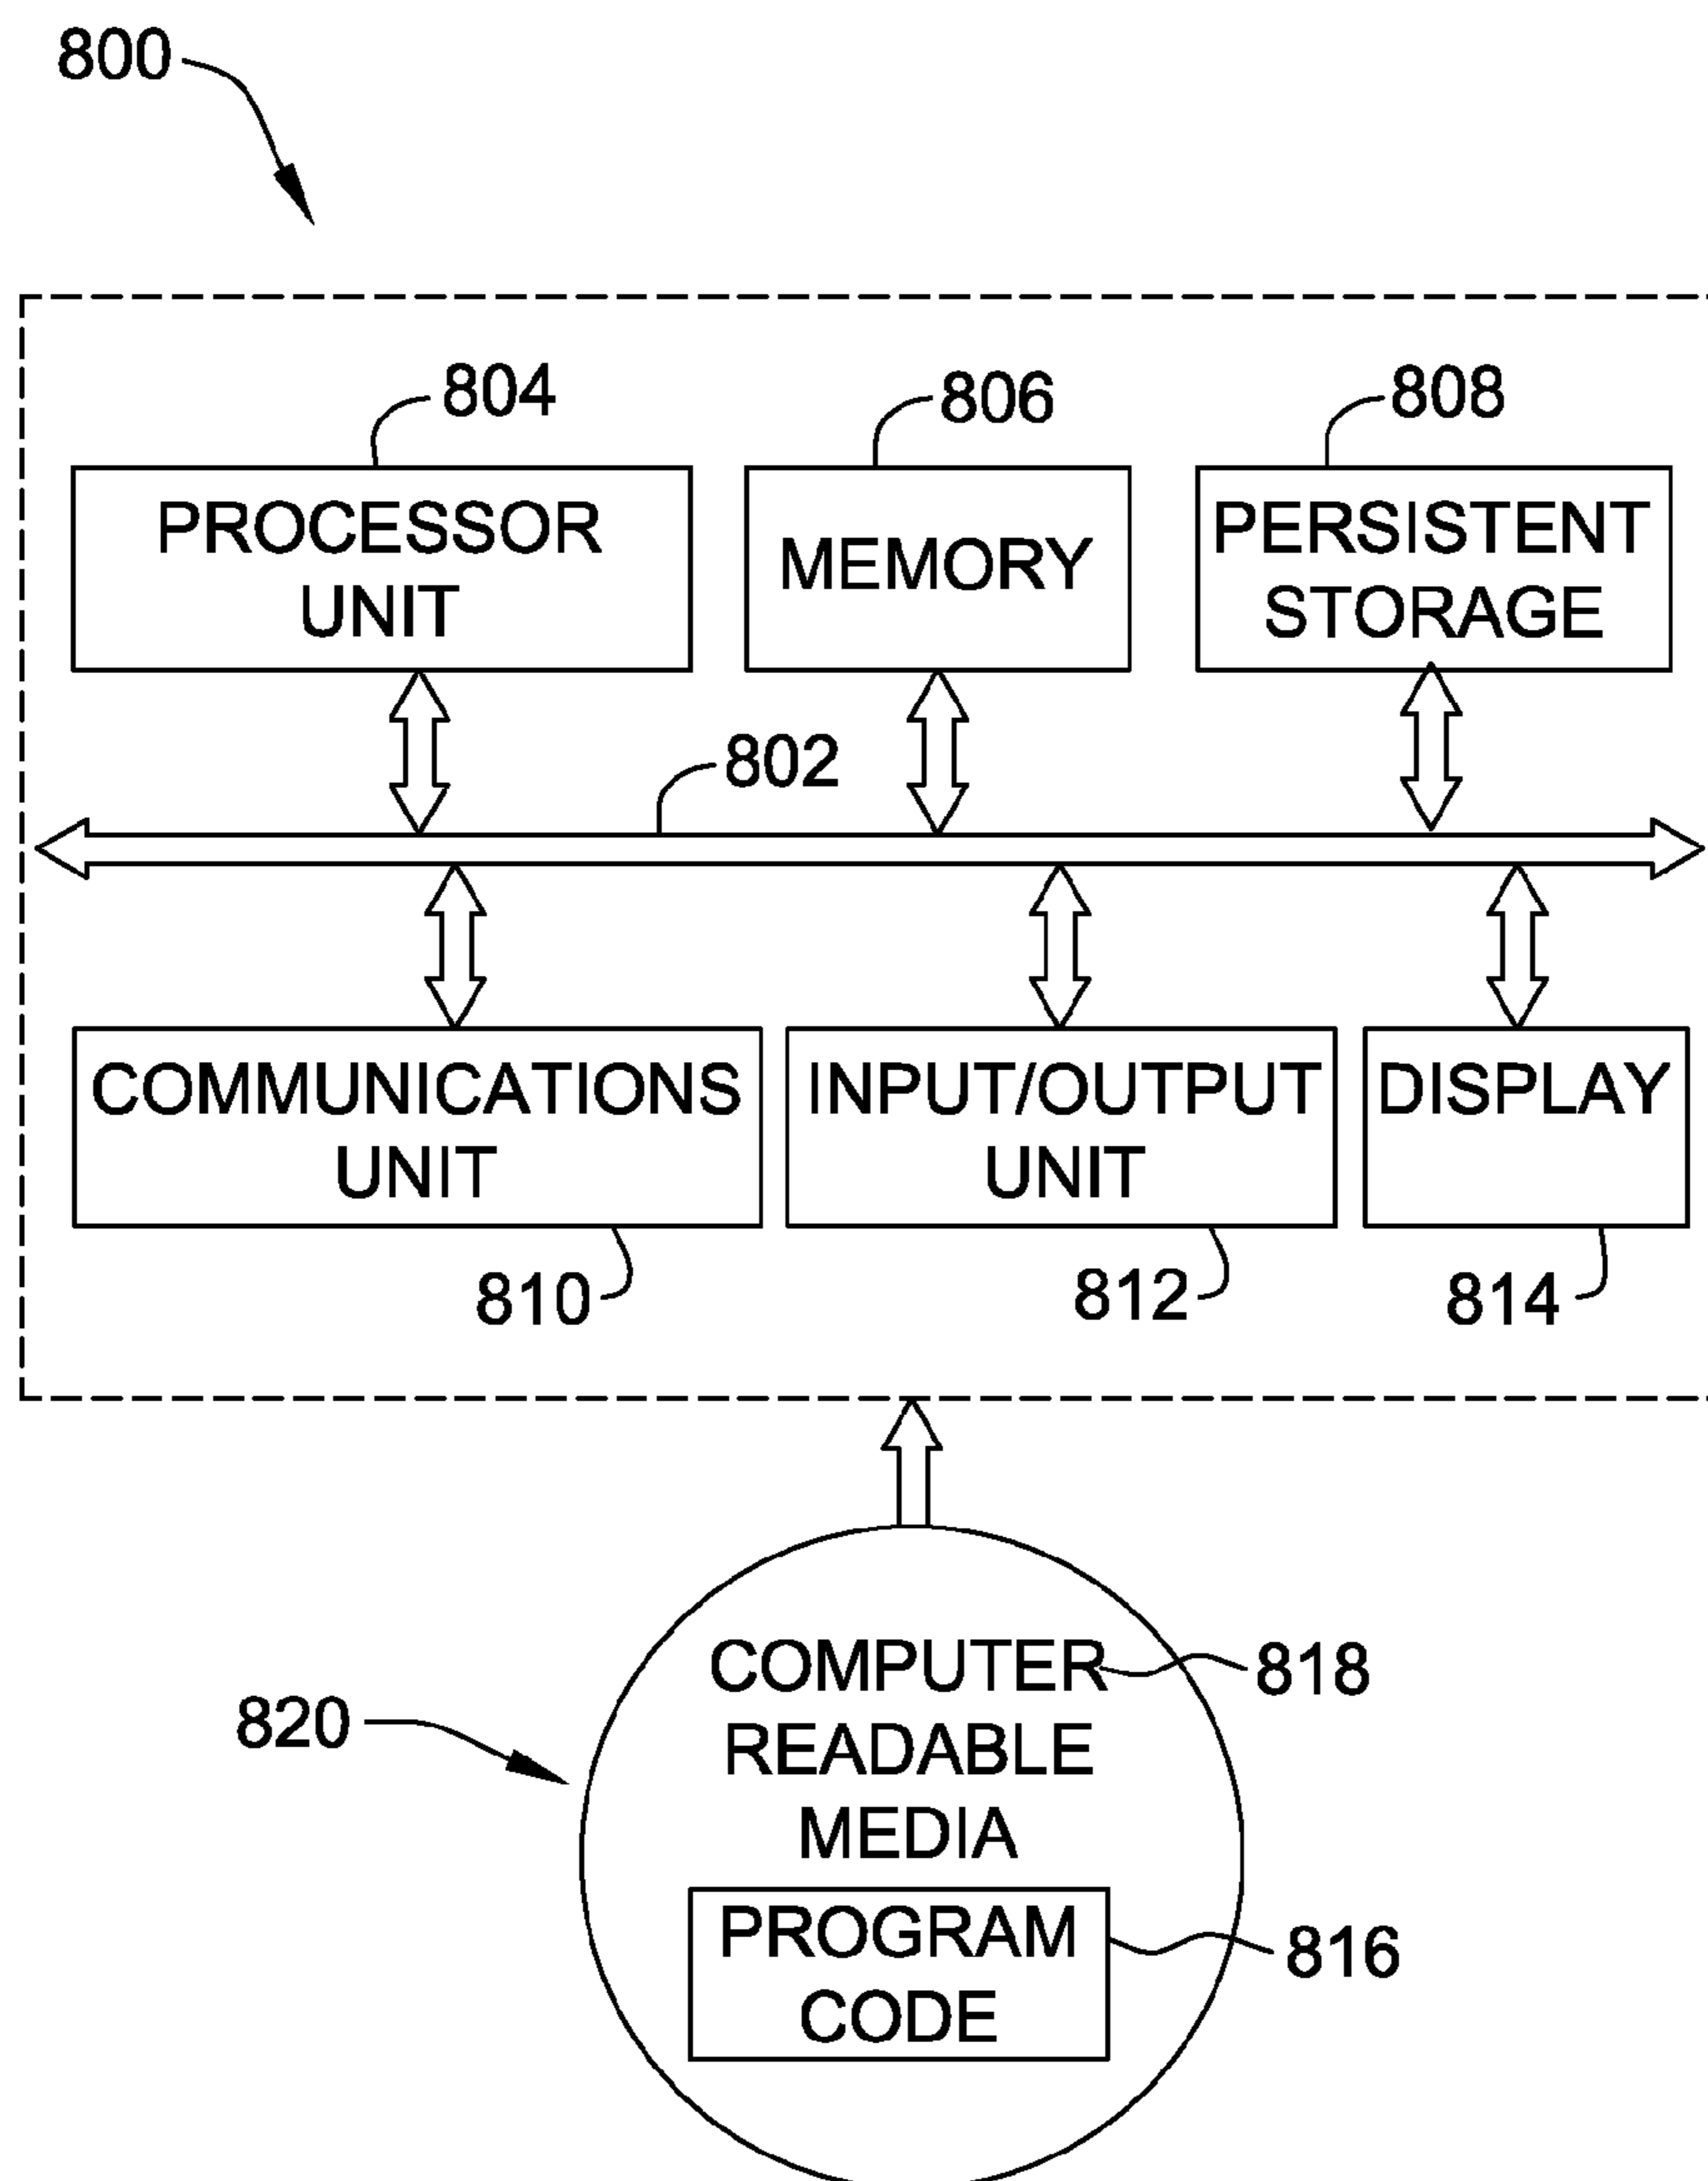 800
804
806
808
PROCESSOR
UNIT
MEMORY
PERSISTENT
STORAGE
802
COMMUNICATIONS
UNIT
INPUT/OUTPUT
UNIT
DISPLAY
810
812
814
COMPUTER
READABLE
MEDIA
818
820
PROGRAM
CODE
816